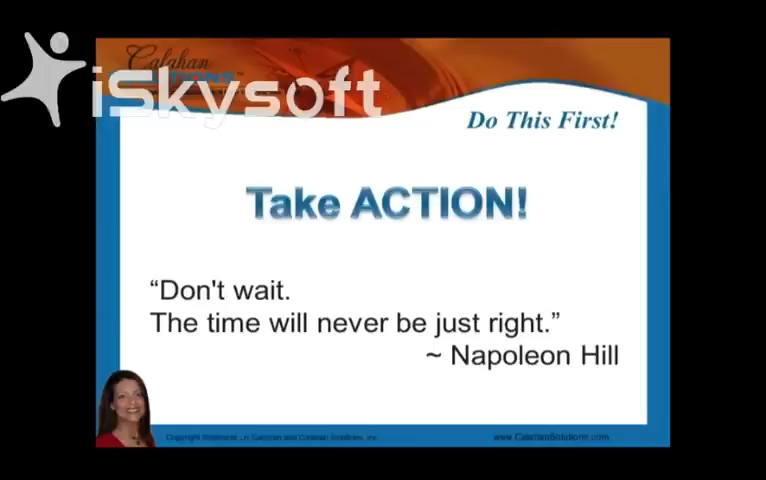 Calahan
iSkysoft
Do This First!
Take ACTION!
“Don't wait.
The time will never be just right.”
~ Napoleon Hill
www.CalahanSolutions.com